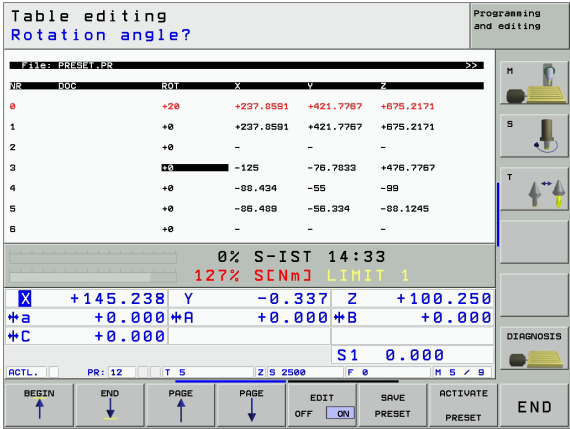 Table editing
Rotation angle?
Programming
and editing
File: PRESET.PR >>
NR DOC ROT X Y Z
0 +20 +237.8591 +421.7767 +675.2171
1 +0 +237.8591 +421.7767 +675.2171
2 +0 - - -
3 +0 -125 -76.7833 +476.7767
4 +0 -88.434 -55 -99
5 +0 -86.489 -56.334 -88.1245
6 +0 - - -
M
S
T
0% S-IST 14:33
127% S[Nm] LIMIT 1
X +145.238 Y -0.337 Z +100.250
a +0.000 A +0.000 B +0.000
C +0.000
S1 0.000
ACTL. PR: 12 T 5 Z S 2500 F 0 M 5 / 9
DIAGNOSIS
BEGIN
END
PAGE
PAGE
EDIT
OFF ON
SAVE
PRESET
ACTIVATE
PRESET
END